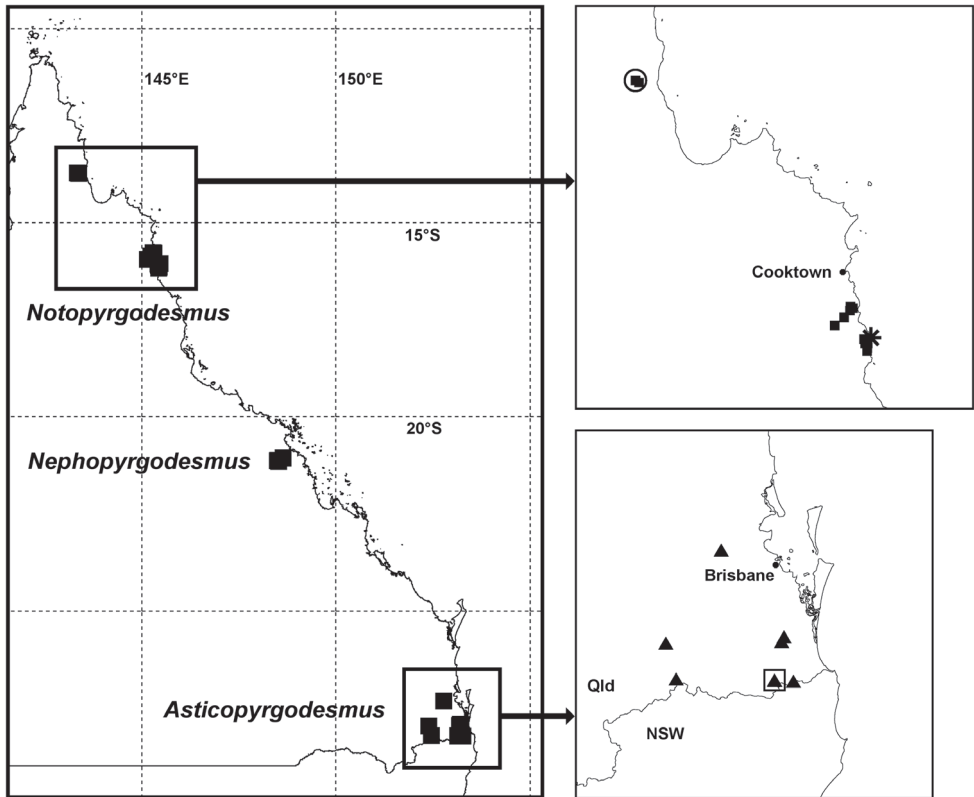 145°E
150°E
15°S
Notopyrgodesmus
20°S
Nephopyrgodesmus
Asticopyrgodesmus
Cooktown
Brisbane
Qld
NSW